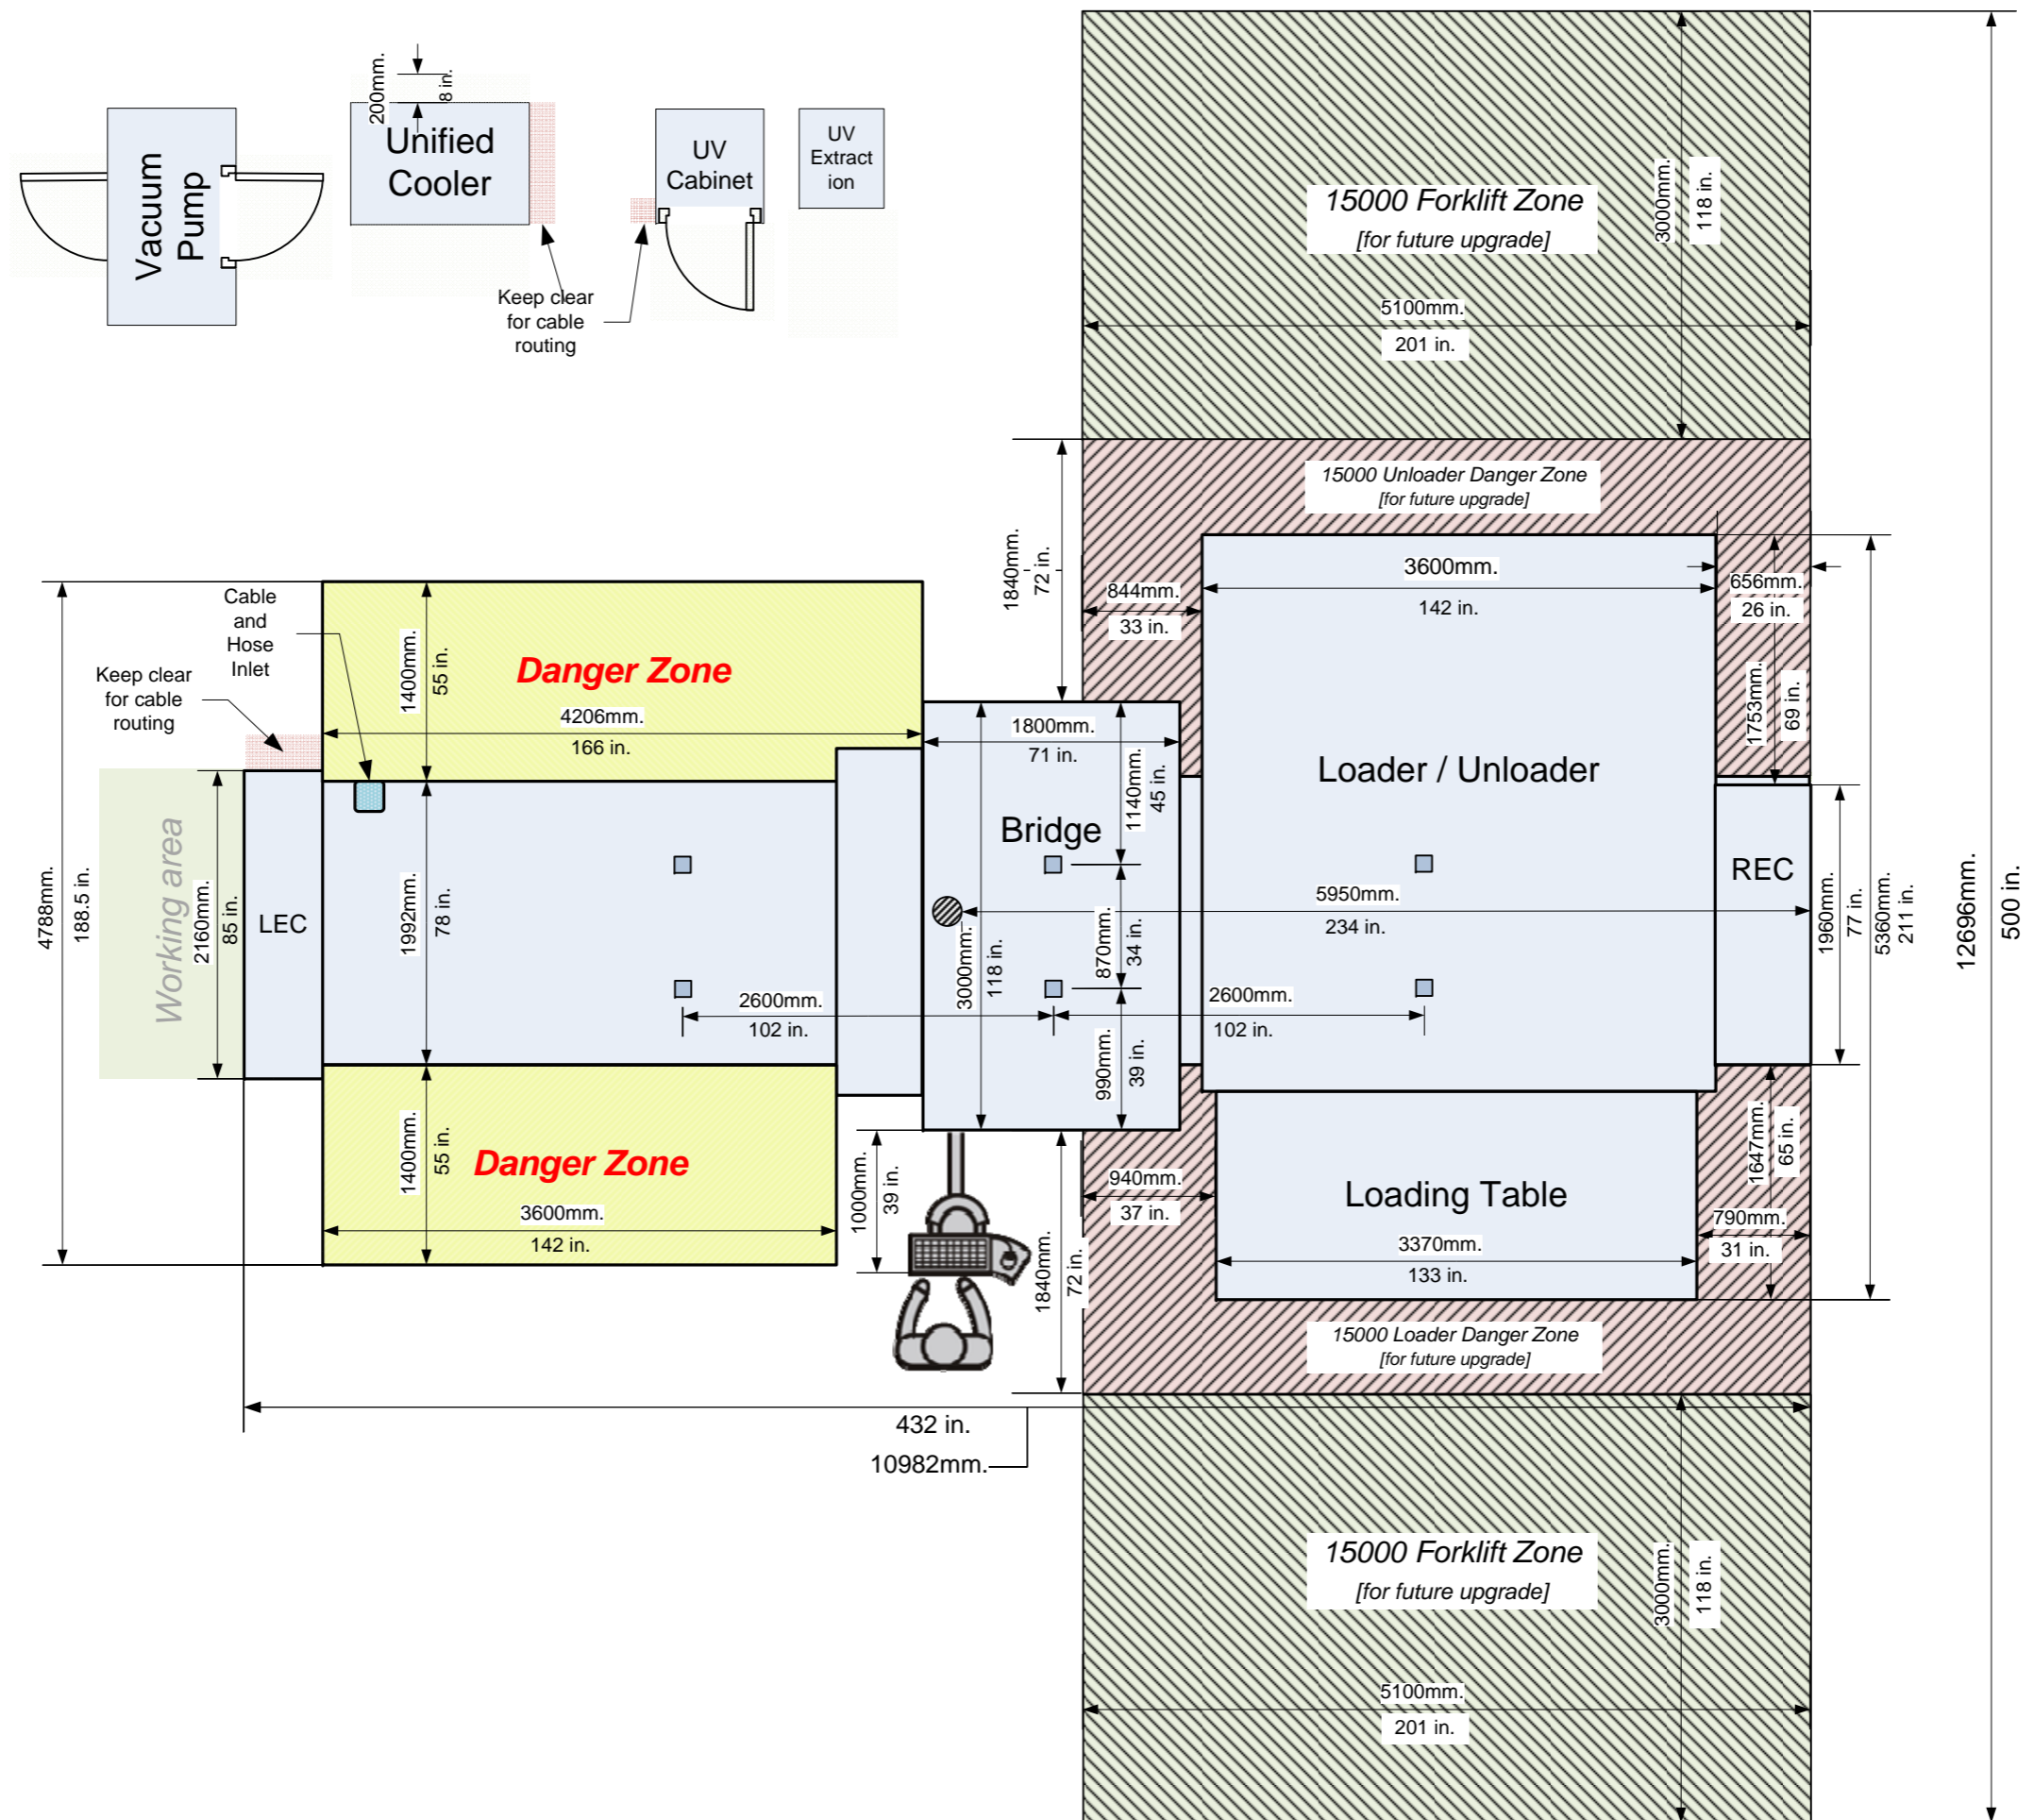 200mm.
8 in.
Vacuum
Pump
Unified
Cooler
UV
Cabinet
UV
Extract
ion
Keep clear
for cable
routing
15000 Forklift Zone
[for future upgrade]
3000mm.
118 in.
5100mm.
201 in.
15000 Unloader Danger Zone
[for future upgrade]
1840mm.
72 in.
844mm.
33 in.
3600mm.
142 in.
656mm.
26 in.
1753mm.
69 in.
Cable
and
Hose
Inlet
Keep clear
for cable
routing
1400mm.
55 in.
Danger Zone
4206mm.
166 in.
1800mm.
71 in.
1140mm.
45 in.
Loader / Unloader
Bridge
REC
LEC
Working area
4788mm.
188.5 in.
2160mm.
85 in.
1992mm.
78 in.
5950mm.
234 in.
3000mm.
118 in.
870mm.
34 in.
2600mm.
102 in.
2600mm.
102 in.
990mm.
39 in.
1960mm.
77 in.
5360mm.
211 in.
12696mm.
500 in.
1400mm.
55 in.
Danger Zone
3600mm.
142 in.
1000mm.
39 in.
1840mm.
72 in.
940mm.
37 in.
Loading Table
3370mm.
133 in.
1647mm.
65 in.
790mm.
31 in.
15000 Loader Danger Zone
[for future upgrade]
432 in.
10982mm.
15000 Forklift Zone
[for future upgrade]
3000mm.
118 in.
5100mm.
201 in.